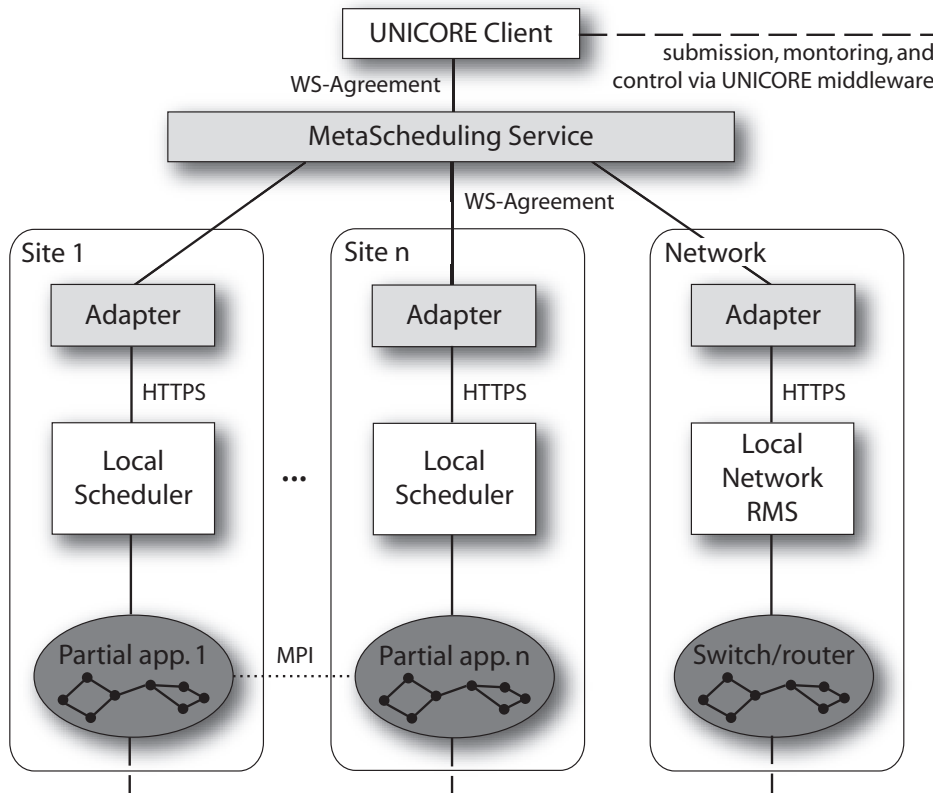 UNICORE Client
submission, montoring, and
control via UNICORE middleware
WS-Agreement
MetaScheduling Service
WS-Agreement
Site 1
Site n
Network
Adapter
Adapter
Adapter
HTTPS
HTTPS
HTTPS
Local
Scheduler
...
Local
Scheduler
Local
Network
RMS
Partial app. 1
MPI
Partial app. n
Switch/router